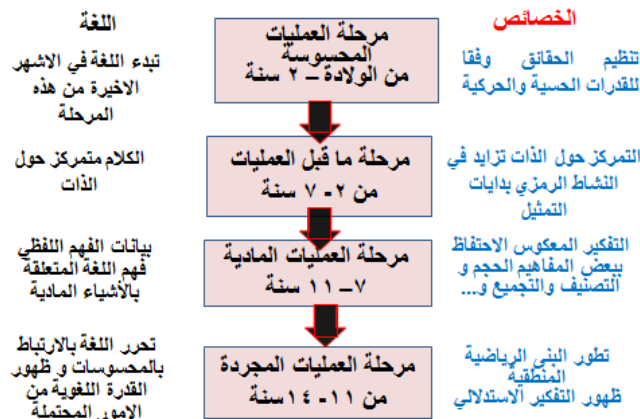 الخصائص
اللغة
تنظيم الحقائق وفقا
للقدرات الحسية والحركية
مرحلة العمليات
المحسوسة
من الولادة – ٢ سنة
تبدء اللغة في الاشهر
الاخيرة من هذه
المرحلة
التمركز حول الذات تزايد في
النشاط الرمزي بدايات
التمثيل
مرحلة ما قبل العمليات
من ٢- ٧ سنة
الكلام متمركز حول
الذات
التفكير المعكوس الاحتفاظ
ببعض المفاهيم الحجم و
التصنيف والتجميع و...
مرحلة العمليات المادية
٧– ١١ سنة
بيانات الفهم اللفظي
فهم اللغة المتعلقة
بالأشياء المادية
تطور البنى الرياضية
المنطقية
ظهور التفكير الاستدلالي
مرحلة العمليات المجردة
من ١١- ١٤سنة
تحرر اللغة بالارتباط
بالمحسوسات و ظهور
القدرة اللغوية من
الامور المحتملة